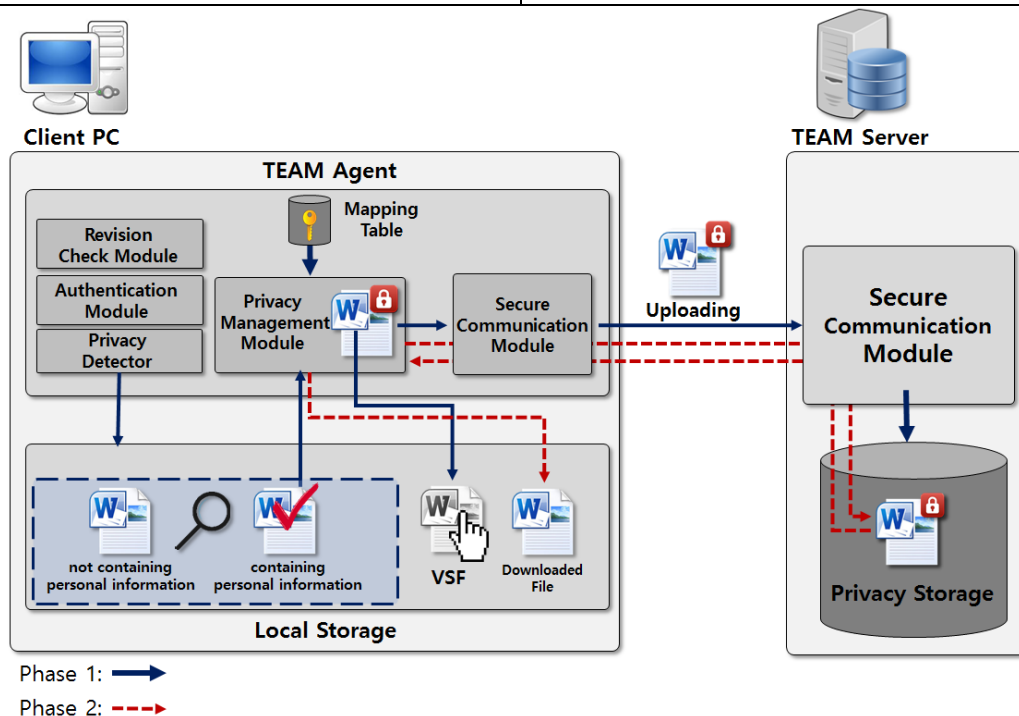 Client PC
TEAM Server
TEAM Agent
Mapping
Table
Revision
Check Module
Authentication
Module
Privacy
Detector
Privacy
Management
Module
W
Secure
Communication
Module
W
Uploading
Secure
Communication
Module
W
not containing
personal information
W
containing
personal information
W
VSF
W
Downloaded
File
W
Privacy Storage
Local Storage
Phase 1:
Phase 2: